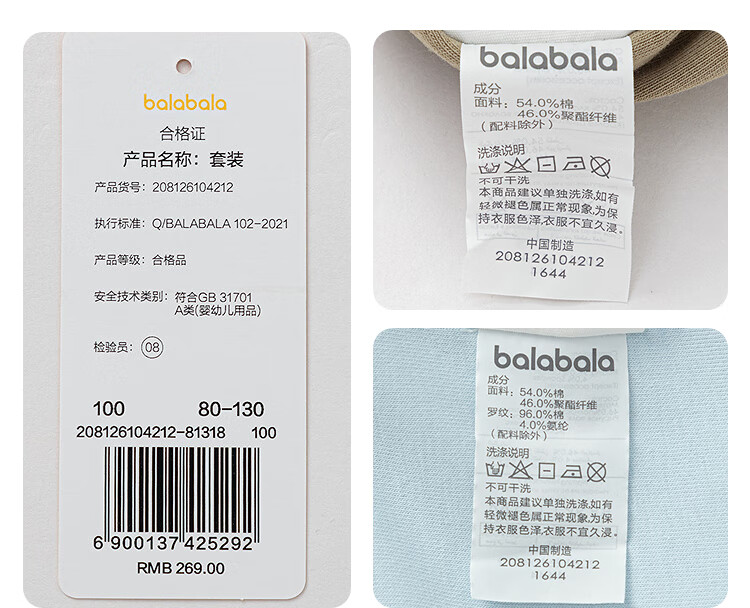 balabala
合格证
产品名称：套装
产品货号：208126104212
执行标准：Q/BALABALA 102-2021
产品等级：合格品
安全技术类别：符合GB 31701
A类(婴幼儿用品)
检验员：08
100 80-130
208126104212-81318 100
6 900137 425292
RMB 269.00
balabala
成分
面料：54.0%棉
46.0%聚酯纤维
（配料除外）
洗涤说明
不可干洗
本商品建议单独洗涤,如有
轻微褪色属正常现象,为保
持衣服色泽,衣服不宜久浸。
中国制造
208126104212
1644
balabala
成分
面料：54.0%棉
46.0%聚酯纤维
罗纹：96.0%棉
4.0%氨纶
（配料除外）
洗涤说明
不可干洗
本商品建议单独洗涤,如有
轻微褪色属正常现象,为保
持衣服色泽,衣服不宜久浸。
中国制造
208126104212
1644